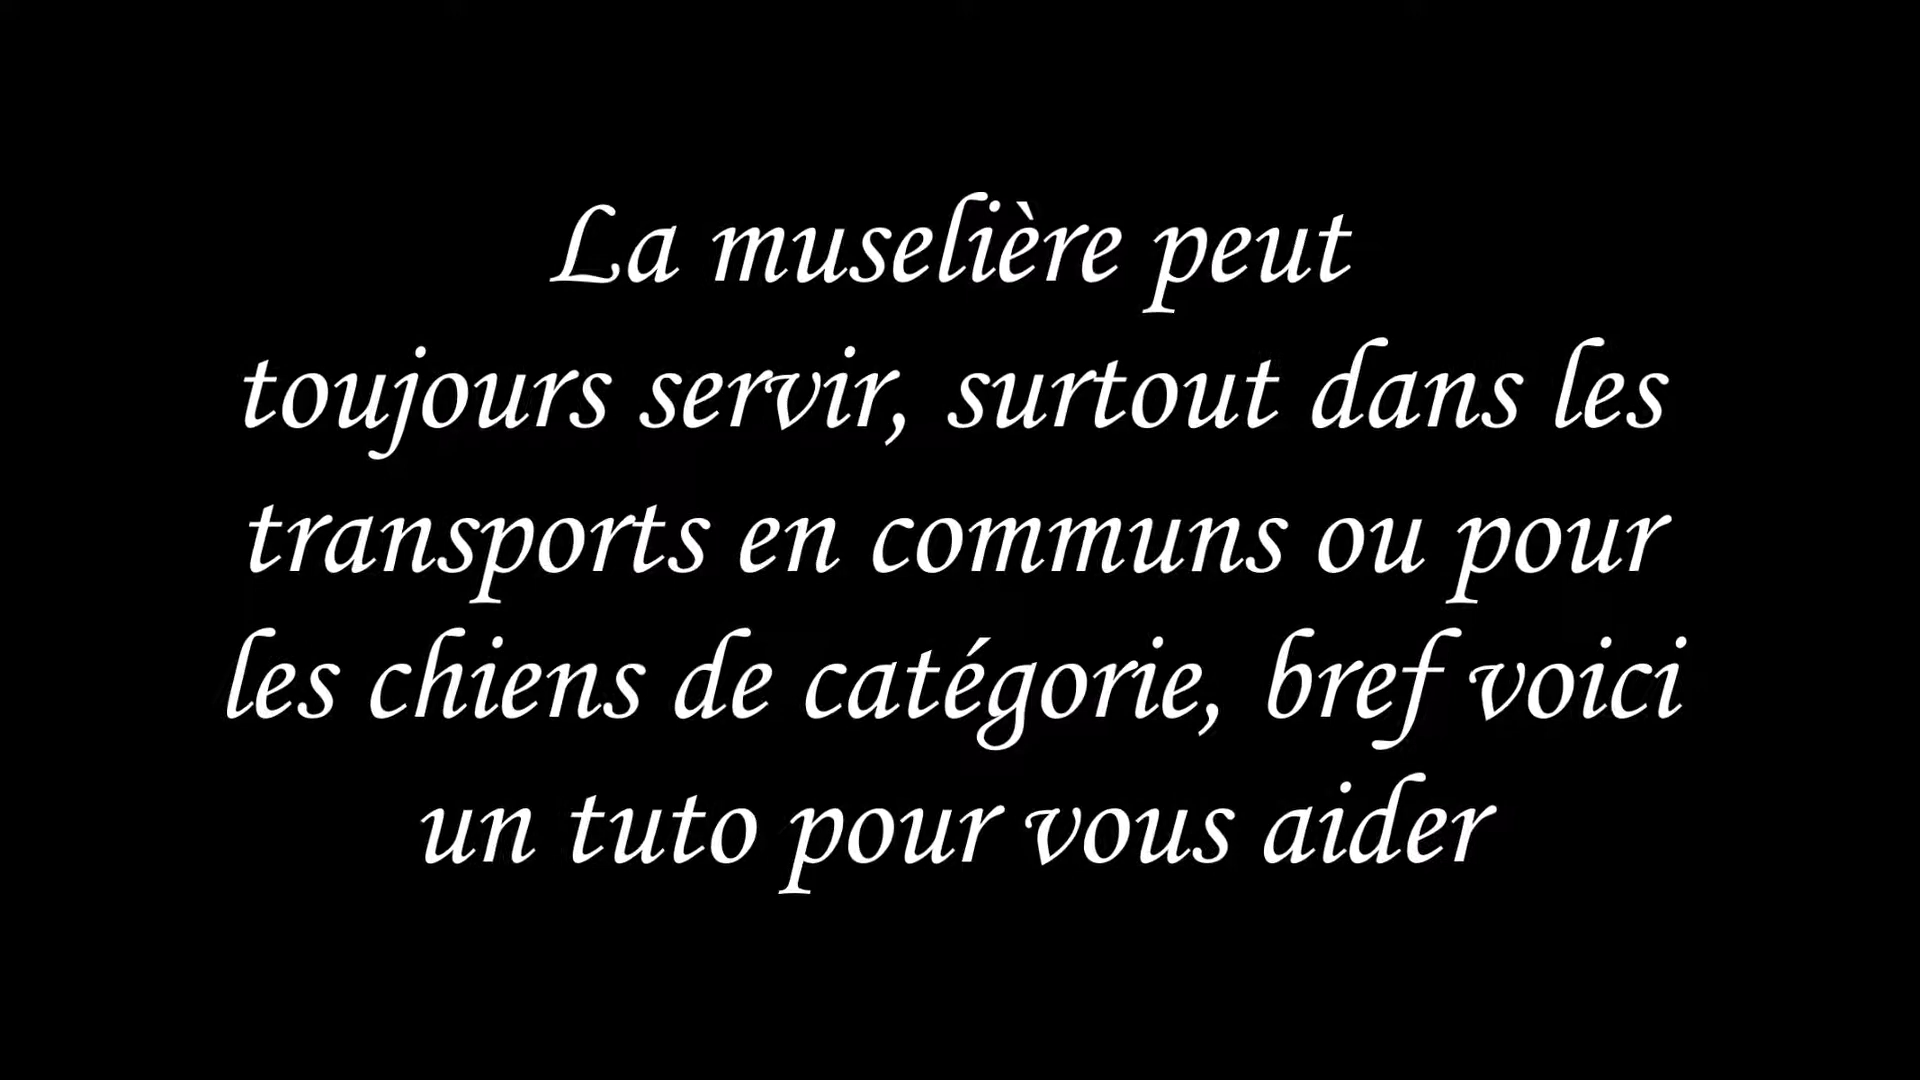 La muselière peut
toujours servir, surtout dans les
transports en communs ou pour
les chiens de catégorie, bref voici
un tuto pour vous aider